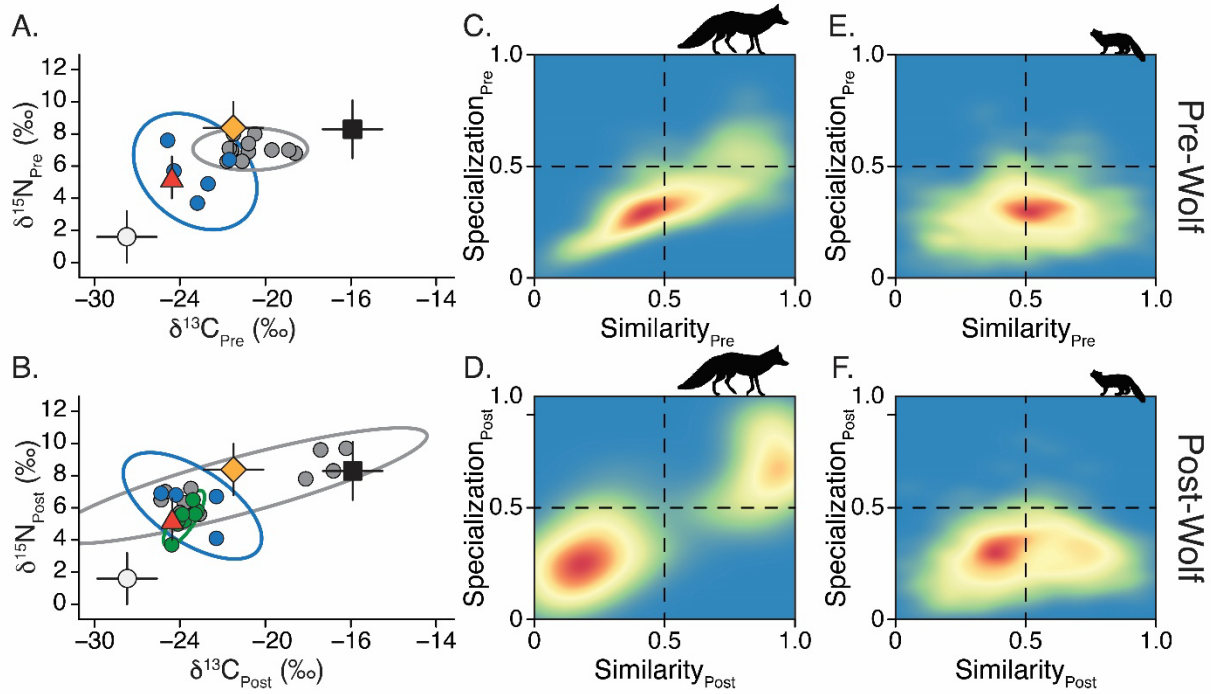 A.
12
10
8
6
4
2
0
δ15NPre (‰)
−30
−24
−20
−16
−14
δ13CPre (‰)
C.
1.0
0.5
0
SpecializationPre
0
0.5
1.0
SimilarityPre
E.
1.0
0.5
0
SpecializationPre
0
0.5
1.0
SimilarityPre
Pre-Wolf
B.
12
10
8
6
4
2
0
δ15NPost (‰)
−30
−24
−20
−16
−14
δ13CPost (‰)
D.
1.0
0.5
0
SpecializationPost
0
0.5
1.0
SimilarityPost
F.
1.0
0.5
0
SpecializationPost
0
0.5
1.0
SimilarityPost
Post-Wolf